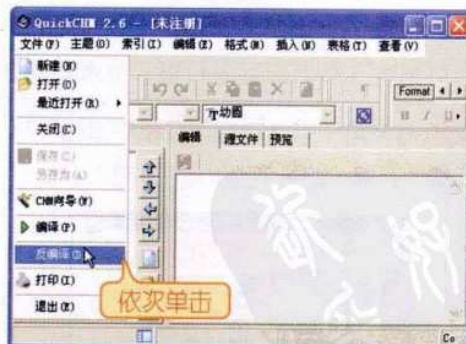 QuickCHM 2.6 - [未注册]
文件(F) 主题(O) 索引(I) 编辑(E) 格式(M) 插入(N) 表格(T) 查看(V)
新建(N)
打开(O)
最近打开(R)
关闭(C)
保存(S)
另存为(A)
CHM向导(W)
编译(P)
反编译(D)
打印(I)
退出(X)
Format
幼圆
B I U
编辑 源文件 预览
依次单击
Co